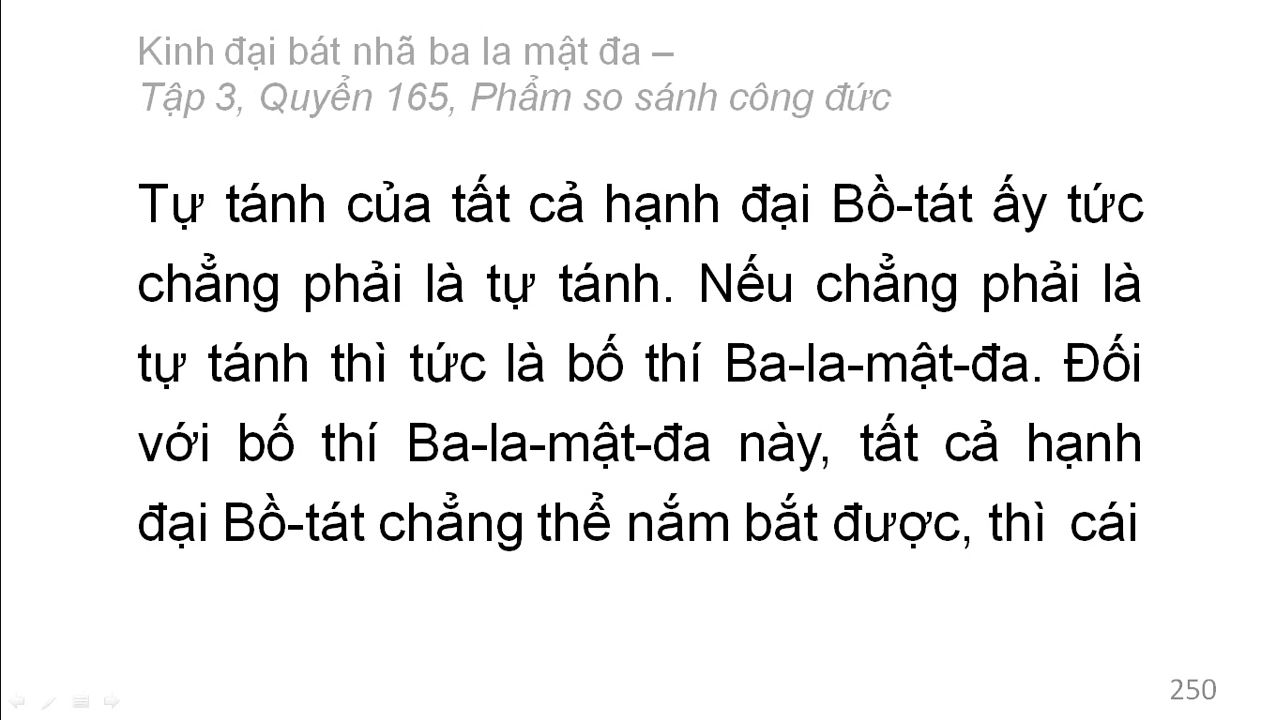 Kinh đại bát nhã ba la mật đa –
Tập 3, Quyển 165, Phẩm so sánh công đức
Tự tánh của tất cả hạnh đại Bồ-tát ấy tức
chẳng phải là tự tánh. Nếu chẳng phải là
tự tánh thì tức là bố thí Ba-la-mật-đa. Đối
với bố thí Ba-la-mật-đa này, tất cả hạnh
đại Bồ-tát chẳng thể nắm bắt được, thì cái
250